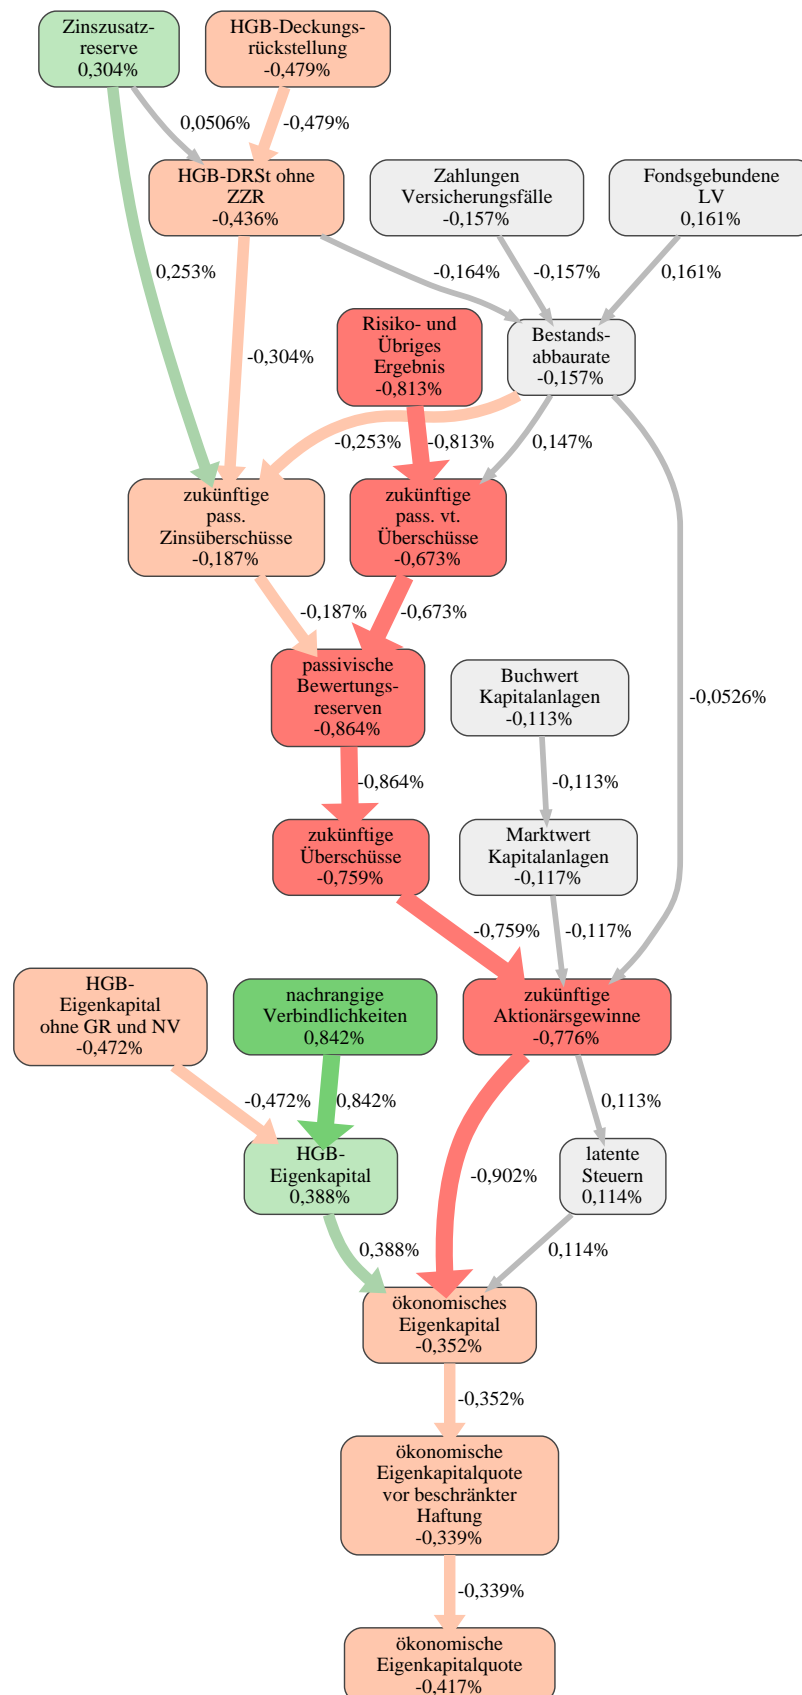 Zinszusatz-
reserve
0,304%
HGB-Deckungs-
rückstellung
-0,479%
0,0506%
-0,479%
HGB-DRSt ohne
ZZR
-0,436%
Zahlungen
Versicherungsfälle
-0,157%
Fondsgebundene
LV
0,161%
0,253%
-0,164%
-0,157%
0,161%
Risiko- und
Übriges
Ergebnis
-0,813%
Bestands-
abbaurate
-0,157%
-0,304%
-0,253%
-0,813%
0,147%
zukünftige
pass.
Zinsüberschüsse
-0,187%
zukünftige
pass. vt.
Überschüsse
-0,673%
-0,187%
-0,673%
passivische
Bewertungs-
reserven
-0,864%
Buchwert
Kapitalanlagen
-0,113%
-0,0526%
-0,864%
-0,113%
zukünftige
Überschüsse
-0,759%
Marktwert
Kapitalanlagen
-0,117%
-0,759%
-0,117%
HGB-
Eigenkapital
ohne GR und NV
-0,472%
nachrangige
Verbindlichkeiten
0,842%
zukünftige
Aktionärsgewinne
-0,776%
-0,472%
0,842%
0,113%
HGB-
Eigenkapital
0,388%
-0,902%
latente
Steuern
0,114%
0,388%
0,114%
ökonomisches
Eigenkapital
-0,352%
-0,352%
ökonomische
Eigenkapitalquote
vor beschränkter
Haftung
-0,339%
-0,339%
ökonomische
Eigenkapitalquote
-0,417%